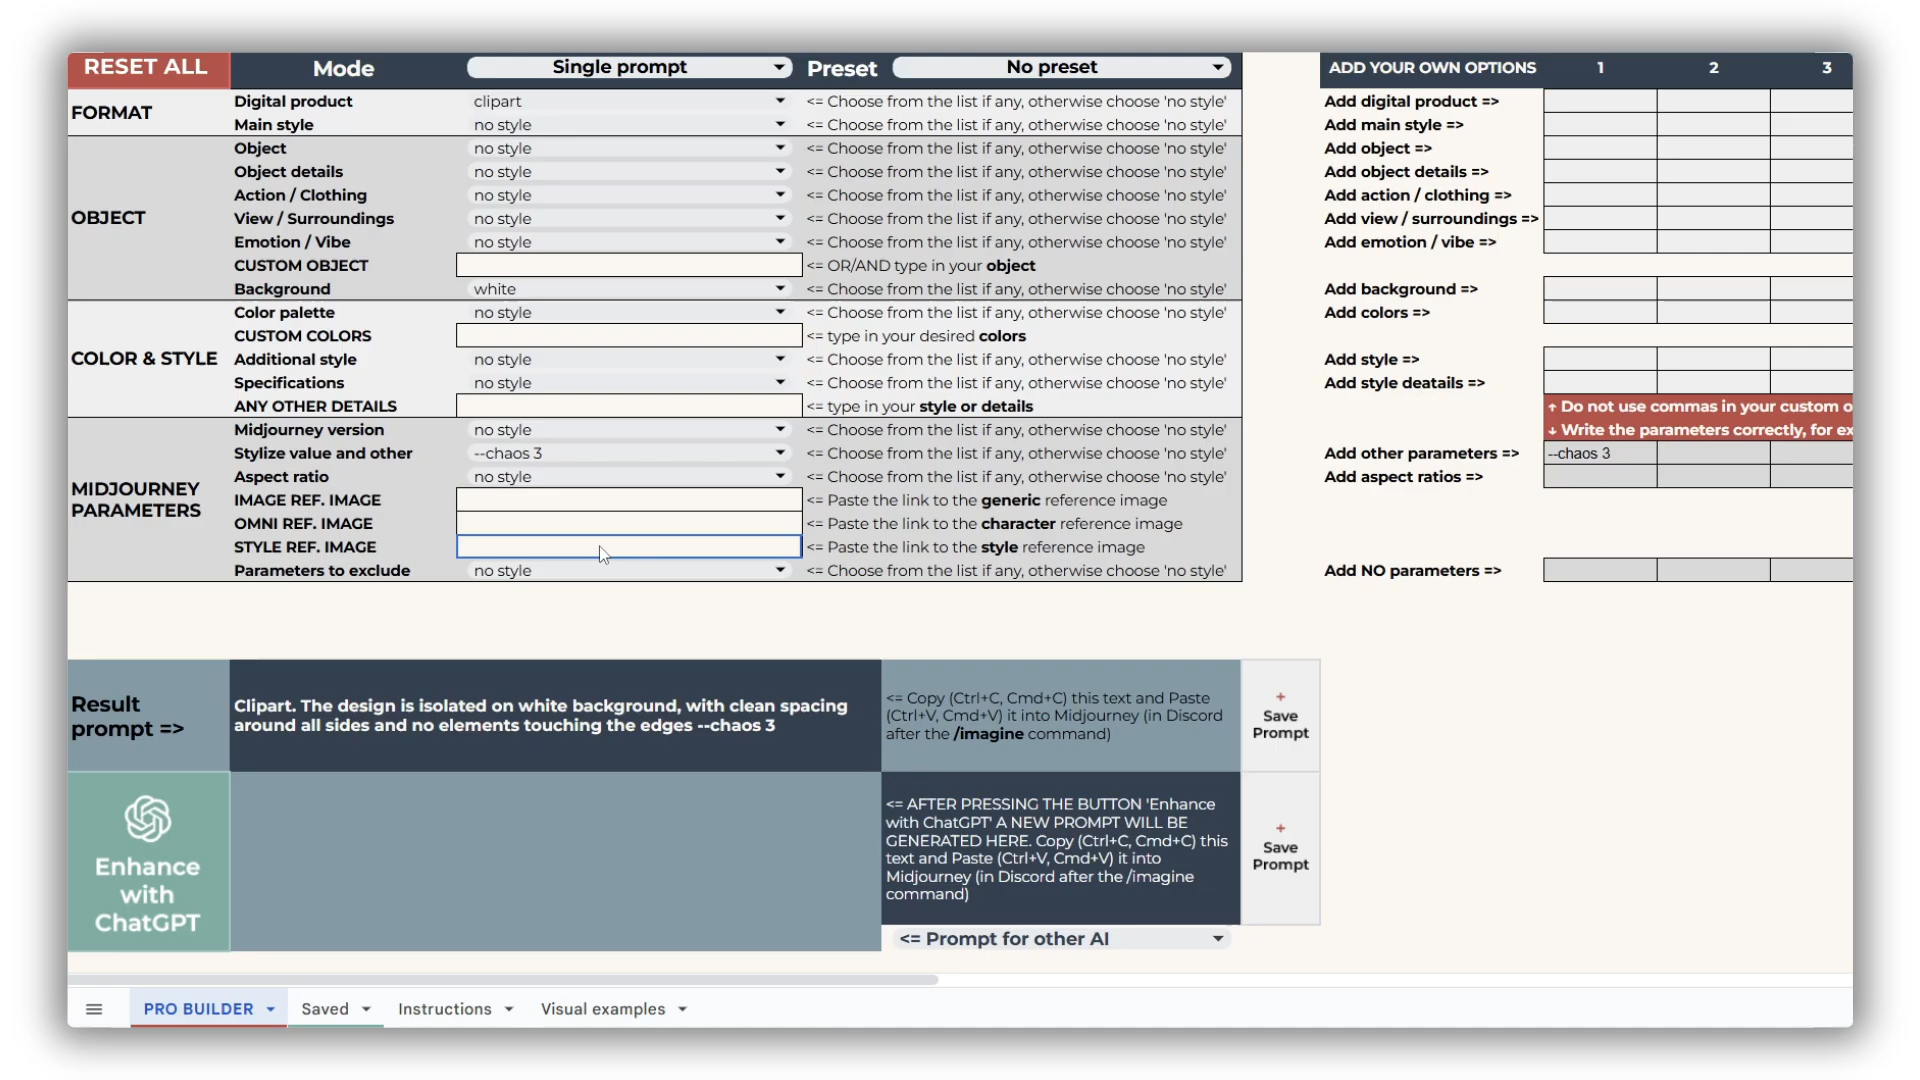 RESET ALL Mode Single prompt Preset No preset ADD YOUR OWN OPTIONS 1 2 3
FORMAT
Digital product clipart <= Choose from the list if any, otherwise choose 'no style' Add digital product =>
Main style no style <= Choose from the list if any, otherwise choose 'no style' Add main style =>
OBJECT
Object no style <= Choose from the list if any, otherwise choose 'no style' Add object =>
Object details no style <= Choose from the list if any, otherwise choose 'no style' Add object details =>
Action / Clothing no style <= Choose from the list if any, otherwise choose 'no style' Add action / clothing =>
View / Surroundings no style <= Choose from the list if any, otherwise choose 'no style' Add view / surroundings =>
Emotion / Vibe no style <= Choose from the list if any, otherwise choose 'no style' Add emotion / vibe =>
CUSTOM OBJECT <= OR/AND type in your object
Background white <= Choose from the list if any, otherwise choose 'no style' Add background =>
COLOR & STYLE
Color palette no style <= Choose from the list if any, otherwise choose 'no style' Add colors =>
CUSTOM COLORS <= type in your desired colors
Additional style no style <= Choose from the list if any, otherwise choose 'no style' Add style =>
Specifications no style <= Choose from the list if any, otherwise choose 'no style' Add style deatails =>
ANY OTHER DETAILS <= type in your style or details ↑ Do not use commas in your custom o
MIDJOURNEY
PARAMETERS
Midjourney version no style <= Choose from the list if any, otherwise choose 'no style' ↓ Write the parameters correctly, for ex
Stylize value and other --chaos 3 <= Choose from the list if any, otherwise choose 'no style' Add other parameters => --chaos 3
Aspect ratio no style <= Choose from the list if any, otherwise choose 'no style' Add aspect ratios =>
IMAGE REF. IMAGE <= Paste the link to the generic reference image
OMNI REF. IMAGE <= Paste the link to the character reference image
STYLE REF. IMAGE <= Paste the link to the style reference image
Parameters to exclude no style <= Choose from the list if any, otherwise choose 'no style' Add NO parameters =>
Result
prompt =>
Clipart. The design is isolated on white background, with clean spacing
around all sides and no elements touching the edges --chaos 3
<= Copy (Ctrl+C, Cmd+C) this text and Paste
(Ctrl+V, Cmd+V) it into Midjourney (in Discord
after the /imagine command)
+
Save
Prompt
Enhance
with
ChatGPT
<= AFTER PRESSING THE BUTTON 'Enhance
with ChatGPT' A NEW PROMPT WILL BE
GENERATED HERE. Copy (Ctrl+C, Cmd+C) this
text and Paste (Ctrl+V, Cmd+V) it into
Midjourney (in Discord after the /imagine
command)
+
Save
Prompt
<= Prompt for other AI
PRO BUILDER Saved Instructions Visual examples